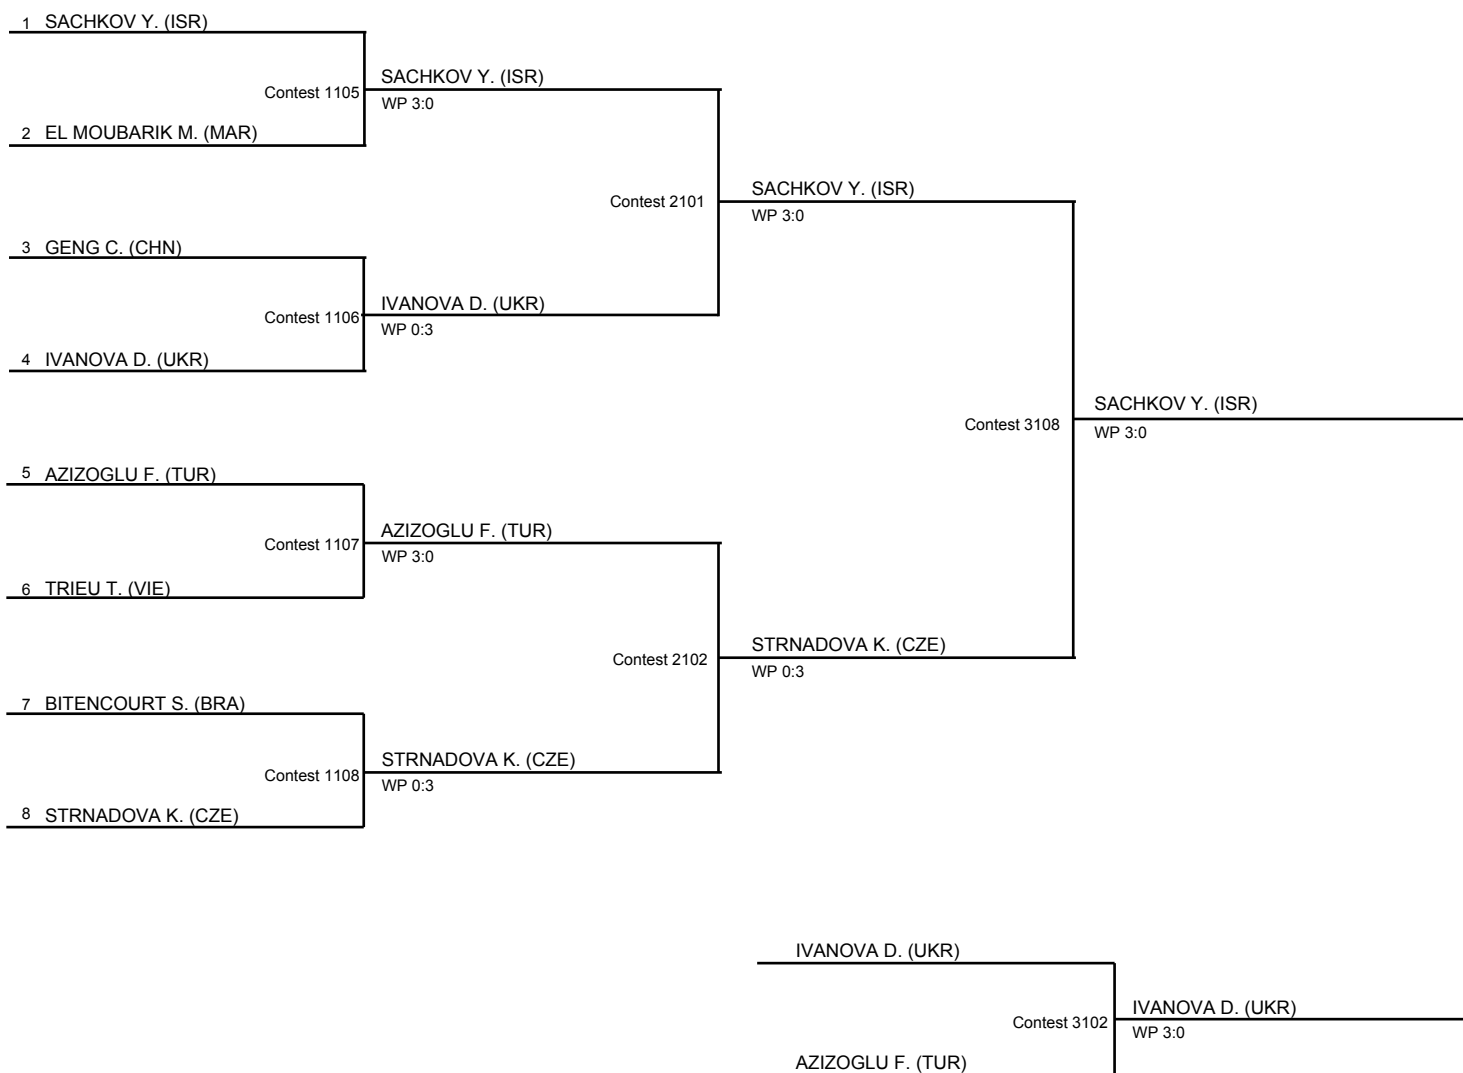 1 SACHKOV Y. (ISR)
SACHKOV Y. (ISR)
Contest 1105
WP 3:0
2 EL MOUBARIK M. (MAR)
SACHKOV Y. (ISR)
Contest 2101
WP 3:0
3 GENG C. (CHN)
IVANOVA D. (UKR)
Contest 1106
WP 0:3
4 IVANOVA D. (UKR)
SACHKOV Y. (ISR)
Contest 3108
WP 3:0
5 AZIZOGLU F. (TUR)
AZIZOGLU F. (TUR)
Contest 1107
WP 3:0
6 TRIEU T. (VIE)
STRNADOVA K. (CZE)
Contest 2102
WP 0:3
7 BITENCOURT S. (BRA)
STRNADOVA K. (CZE)
Contest 1108
WP 0:3
8 STRNADOVA K. (CZE)
IVANOVA D. (UKR)
IVANOVA D. (UKR)
Contest 3102
WP 3:0
AZIZOGLU F. (TUR)